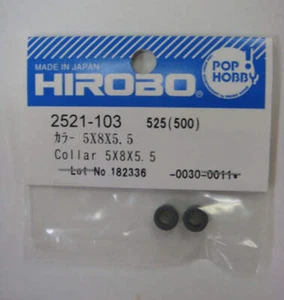 MADE IN JAPAN
HIROBO
POP
HOBBY
2521-103 525(500)
ｶﾗｰ 5X8X5.5
Collar 5X8X5.5
Lot No 182336 -0030-0011*